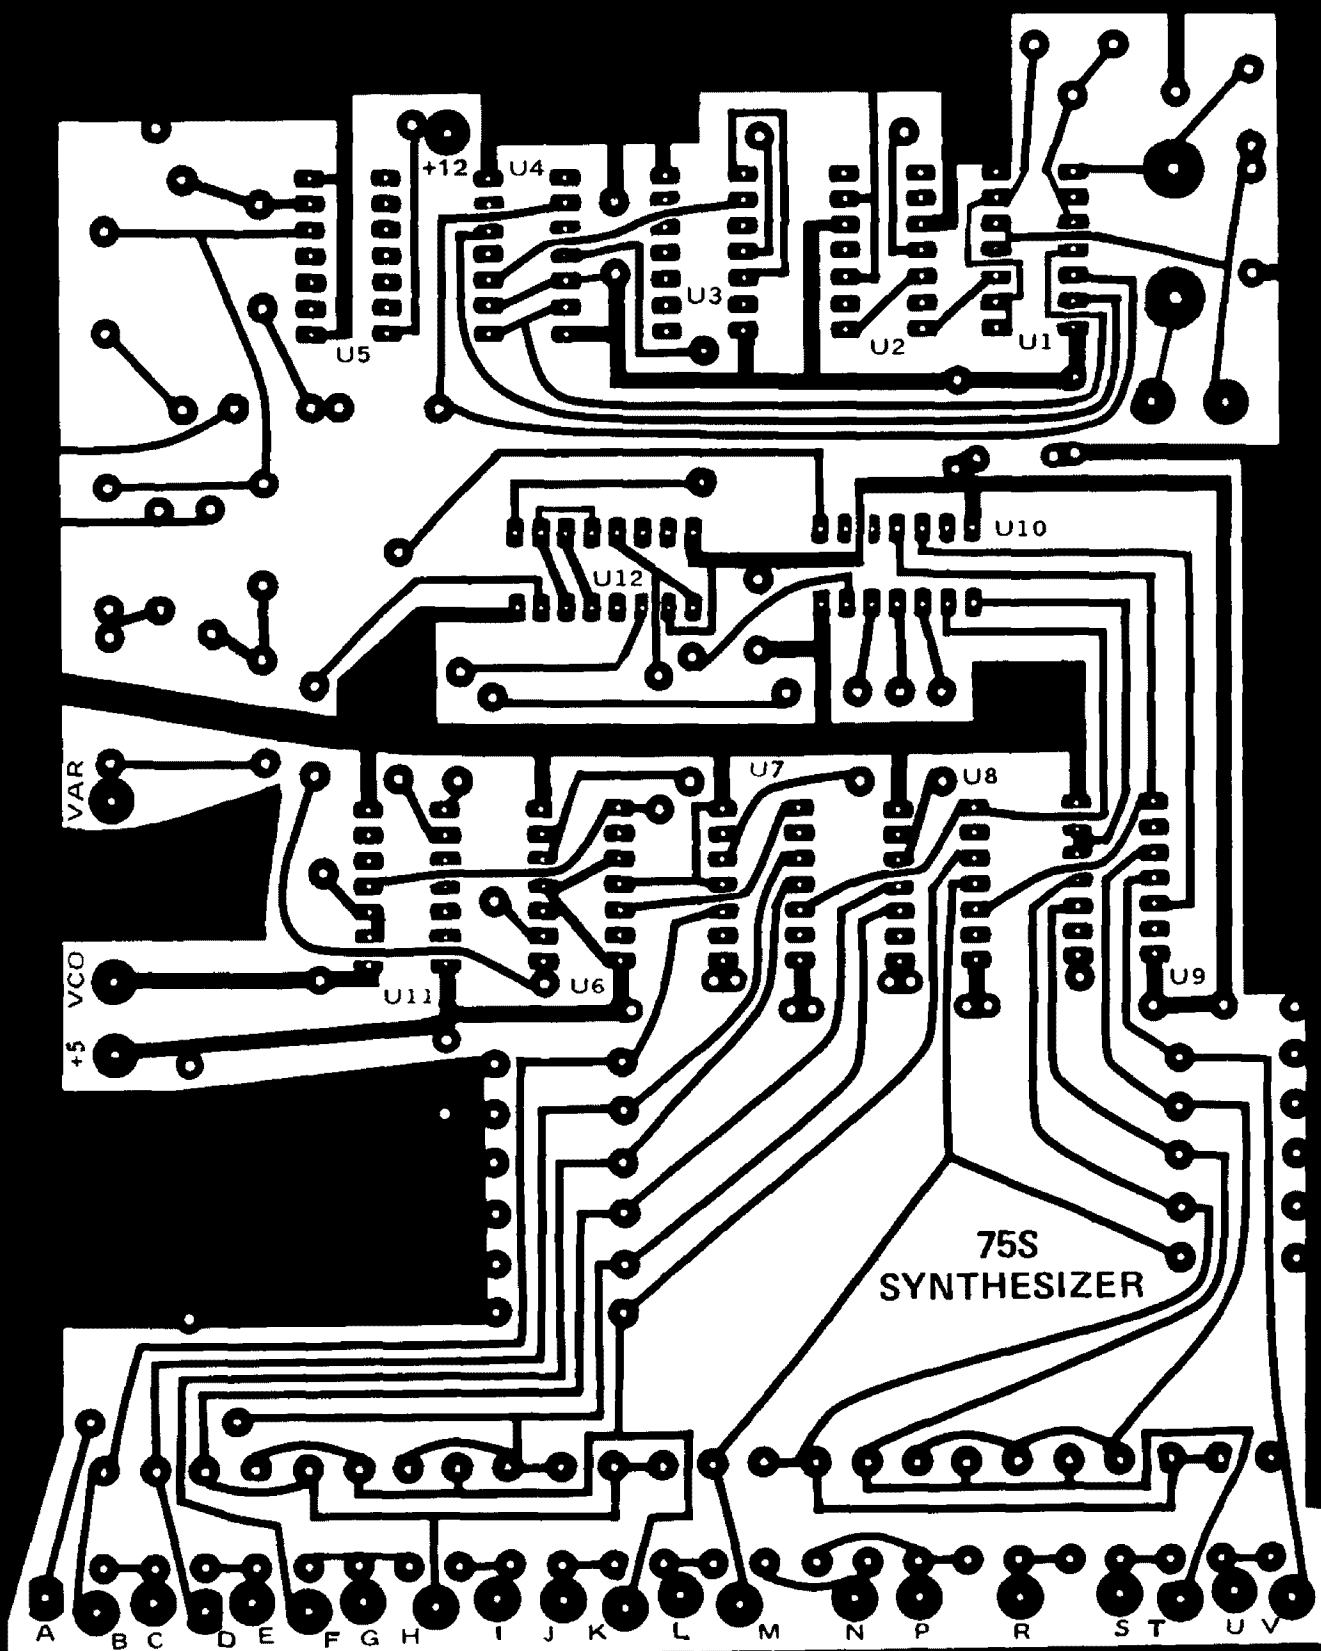 +12
U4
U3
U5
U2
U1
U10
U12
VAR
U7
U8
VCO
U11
U6
U9
+5
75S
SYNTHESIZER
A B C D E F G H I J K L M N P R S T U V